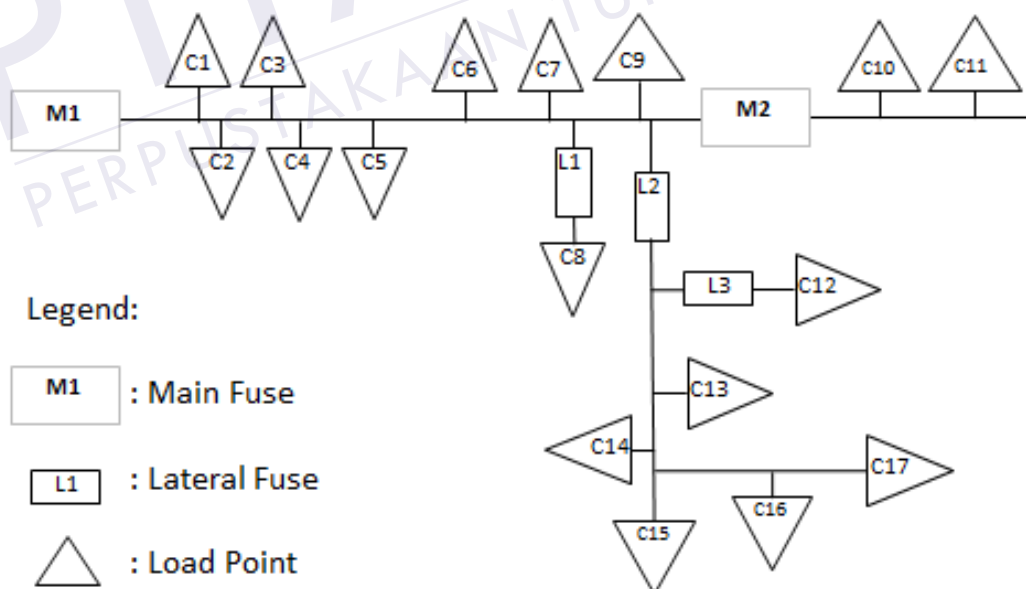 C1
C3
C6
C7
C9
C10
C11
M1
M2
C2
C4
C5
L1
L2
C8
L3
C12
Legend:
M1 : Main Fuse
C13
C14
C17
L1 : Lateral Fuse
C16
C15
: Load Point
PERPUSTAKAAN